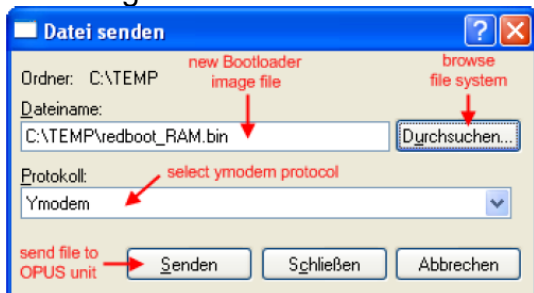 Datei senden
new Bootloader
image file
browse
file system
Ordner: C:\TEMP
Dateiname:
C:\TEMP\redboot_RAM.bin
Durchsuchen...
Protokoll:
select ymodem protocol
Ymodem
send file to
OPUS unit
Senden
Schließen
Abbrechen